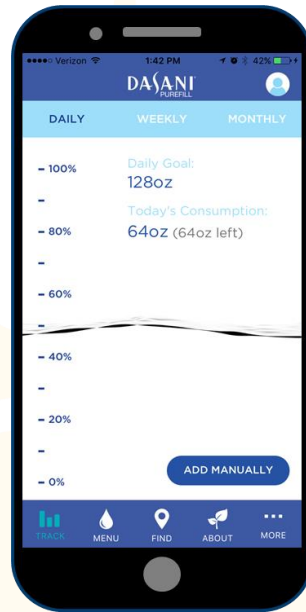 Verizon 1:42 PM 42%
DASANI
PUREFILL
DAILY WEEKLY MONTHLY
100%
Daily Goal:
128oz
Today's Consumption:
80%
64oz (64oz left)
60%
40%
20%
0%
ADD MANUALLY
TRACK MENU FIND ABOUT MORE